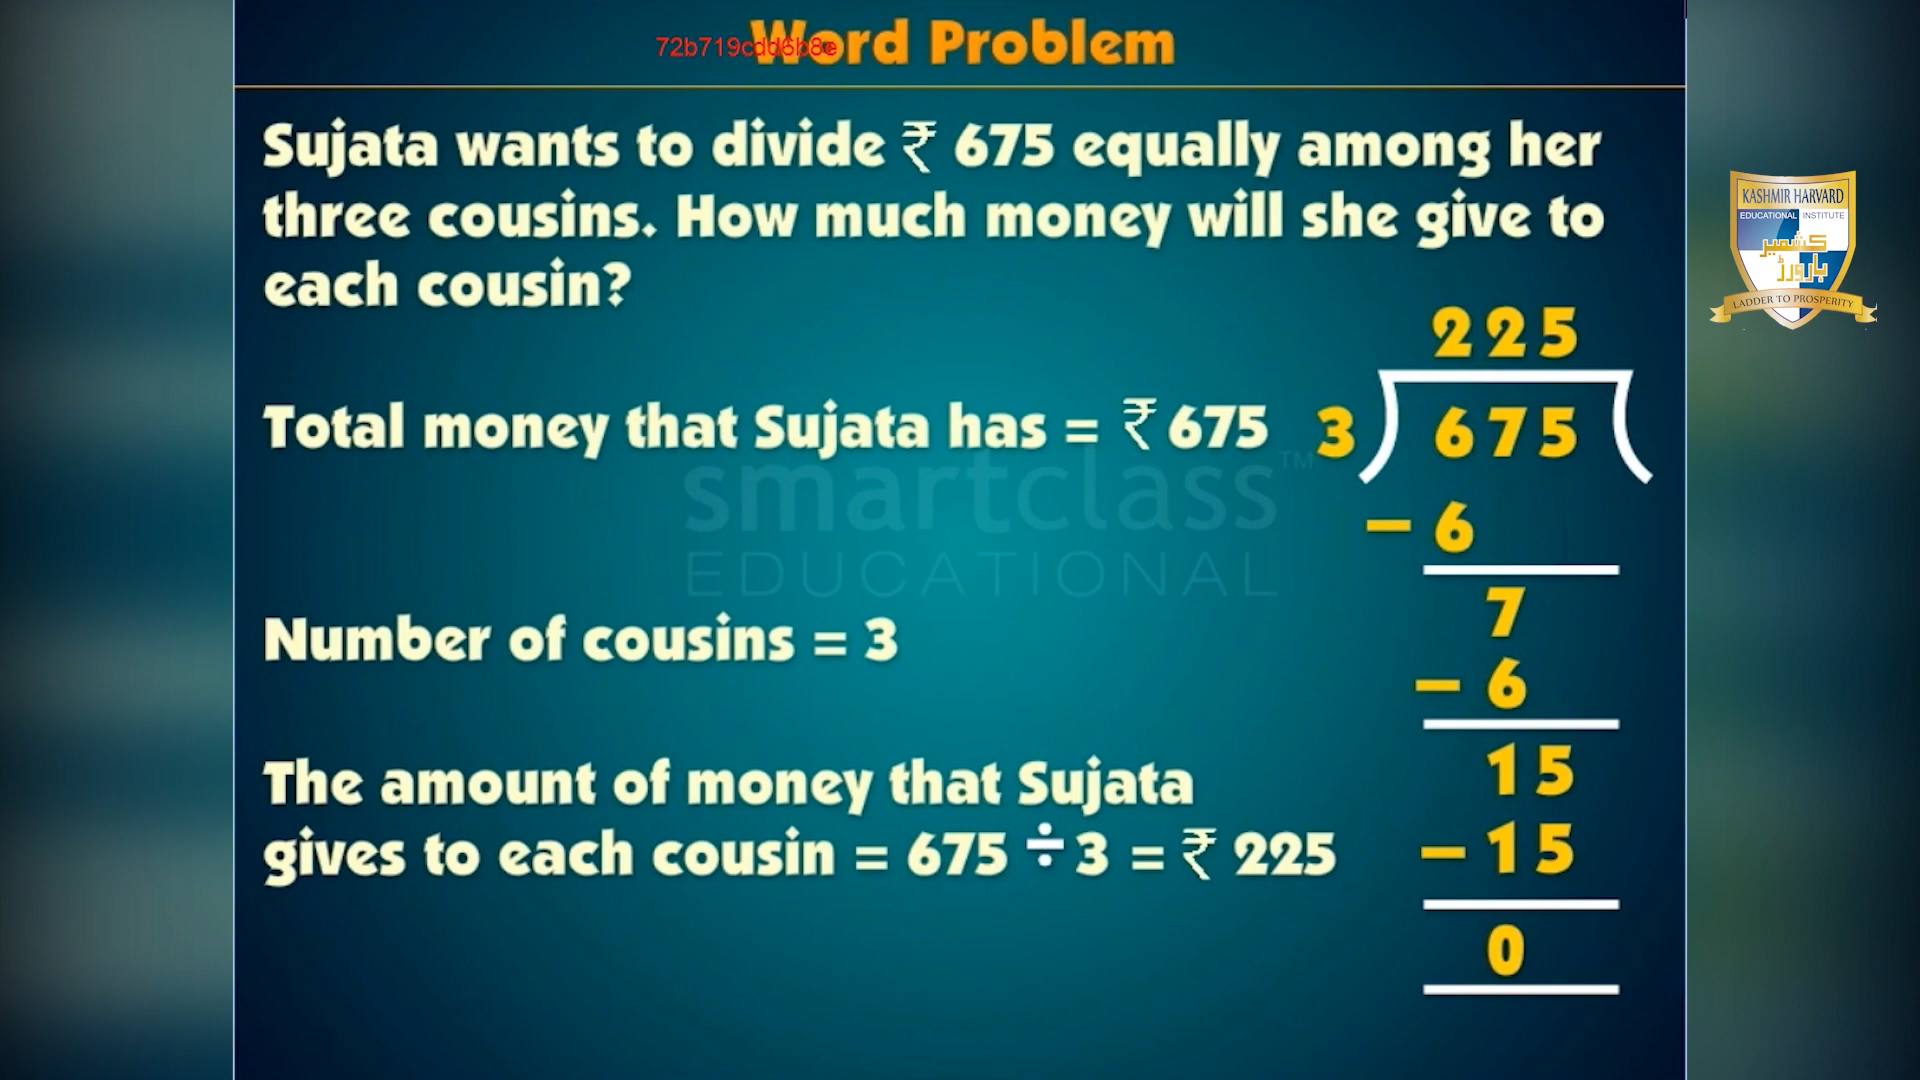 72b719cdd6b8e
Word Problem
Sujata wants to divide ₹ 675 equally among her
three cousins. How much money will she give to
each cousin?
225
Total money that Sujata has = ₹ 675
3) 675 (
smartclass™
EDUCATIONAL
− 6
7
− 6
Number of cousins = 3
15
− 15
0
The amount of money that Sujata
gives to each cousin = 675 ÷ 3 = ₹ 225
KASHMIR HARVARD
EDUCATIONAL INSTITUTE
کشمیر
ہارورڈ
LADDER TO PROSPERITY